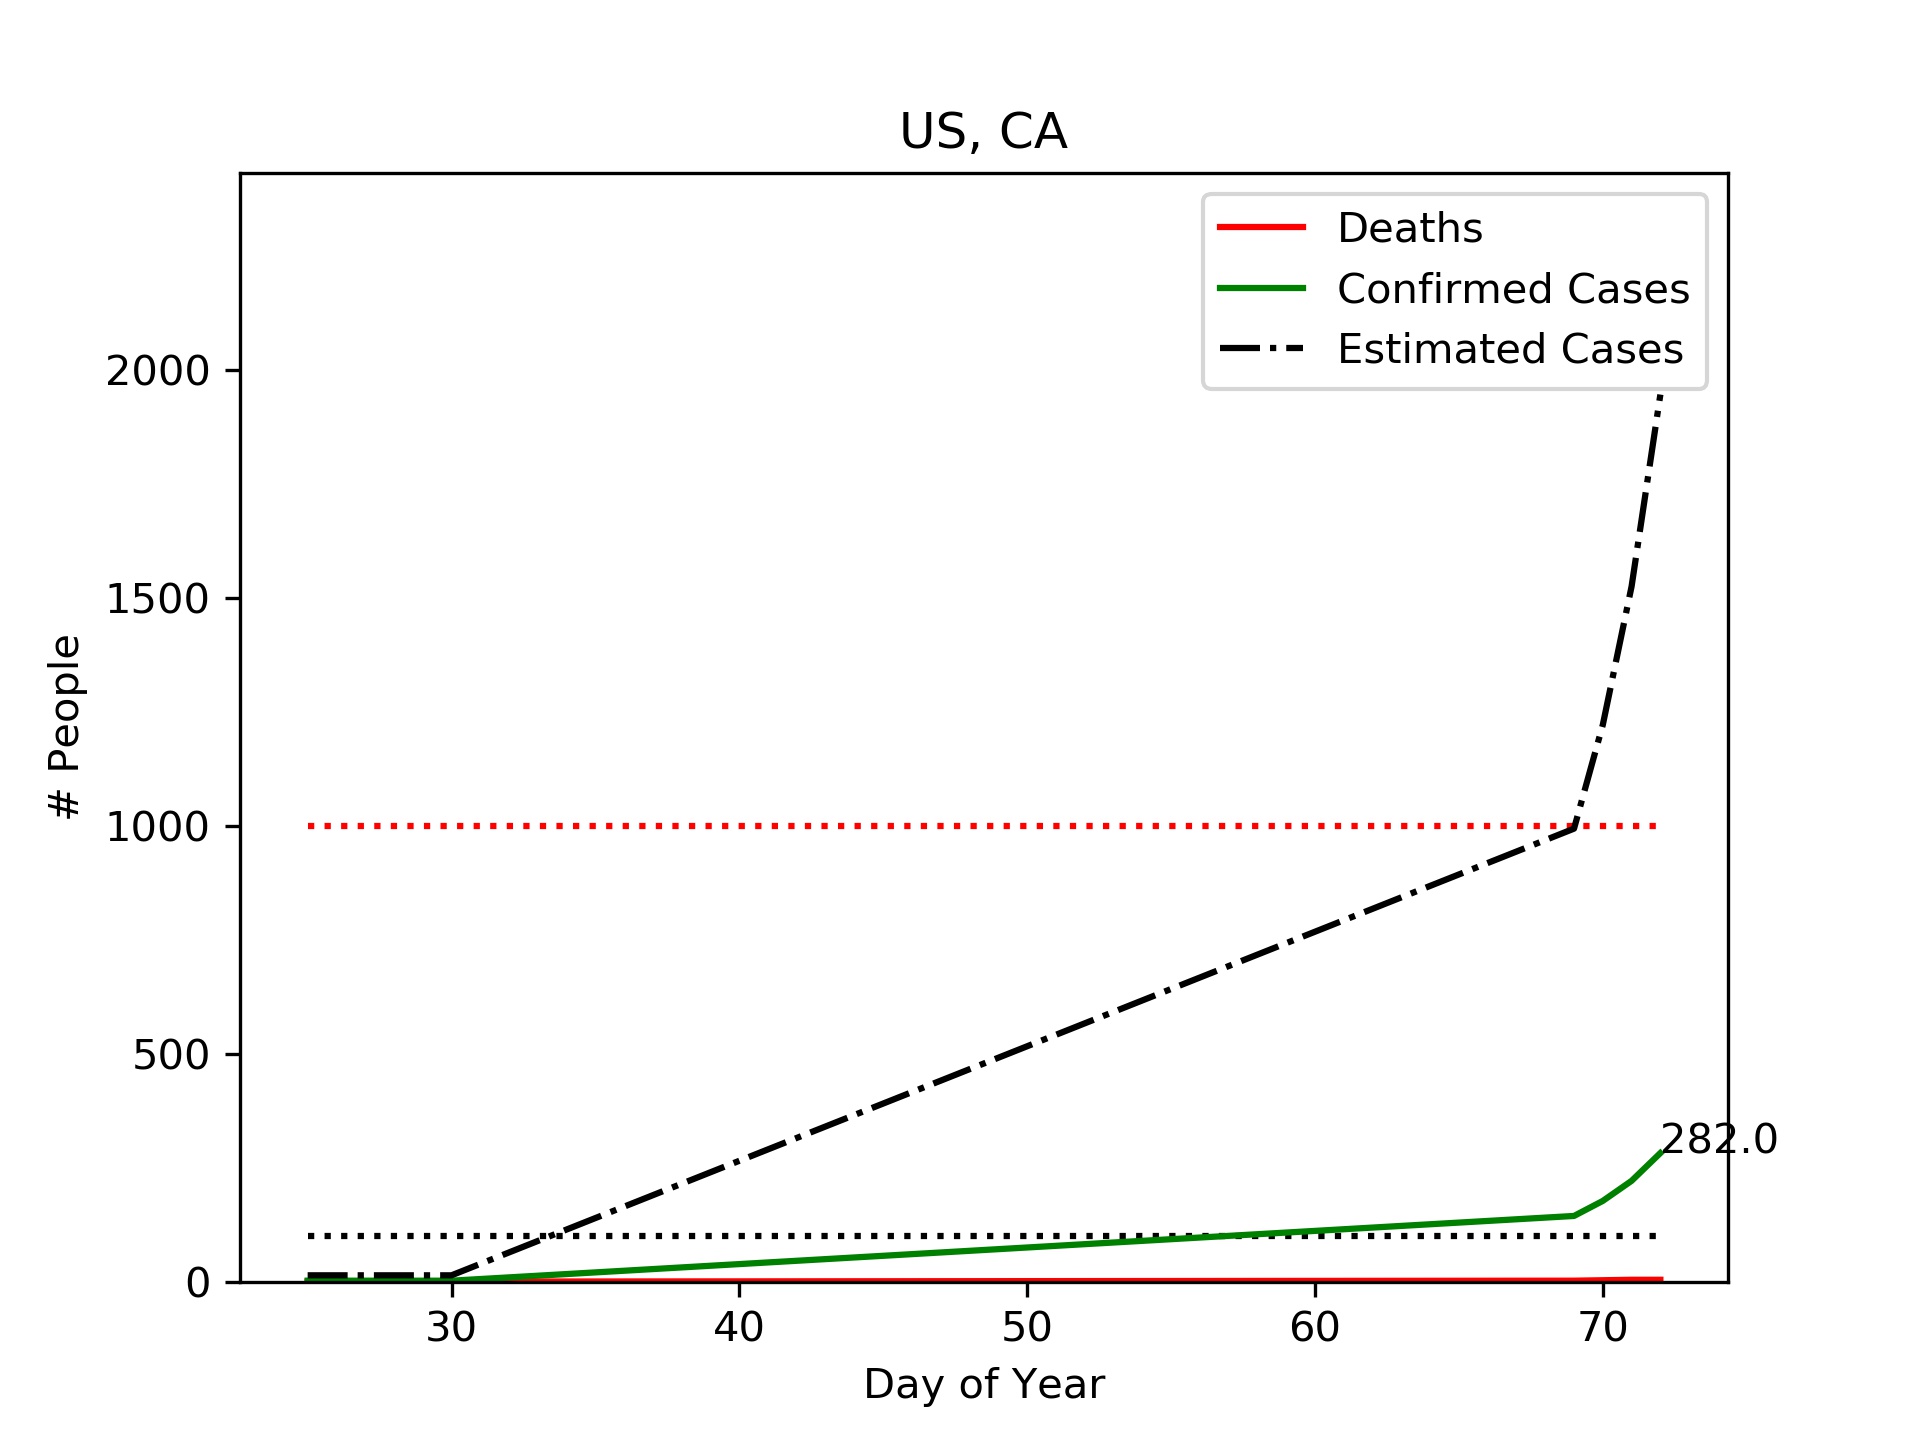 US, CA
Deaths
Confirmed Cases
Estimated Cases
# People
2000
1500
1000
500
0
282.0
30 40 50 60 70
Day of Year